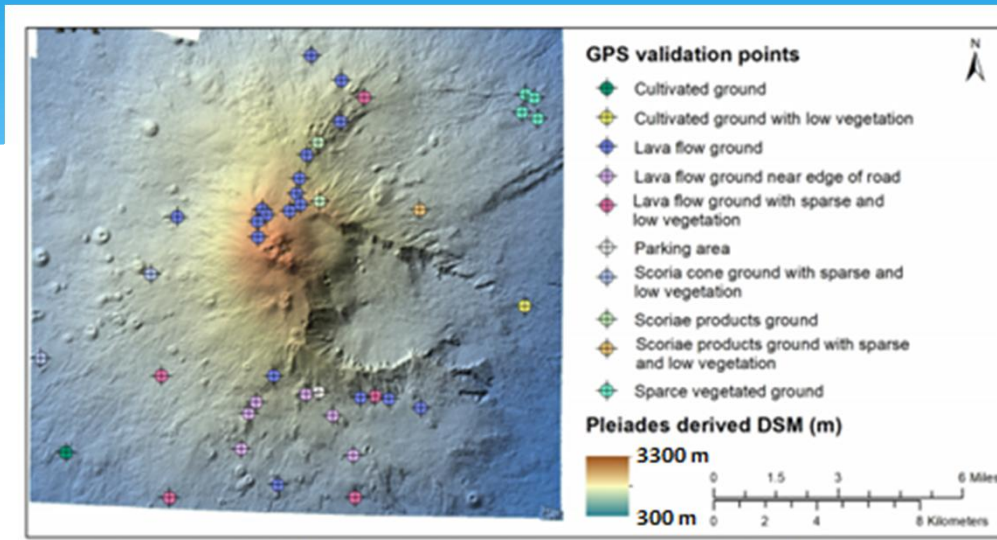 GPS validation points
N
Cultivated ground
Cultivated ground with low vegetation
Lava flow ground
Lava flow ground near edge of road
Lava flow ground with sparse and
low vegetation
Parking area
Scoria cone ground with sparse and
low vegetation
Scoriae products ground
Scoriae products ground with sparse
and low vegetation
Sparce vegetated ground
Pleiades derived DSM (m)
3300 m
300 m
0 1.5 3 6 Miles
0 2 4 8 Kilometers